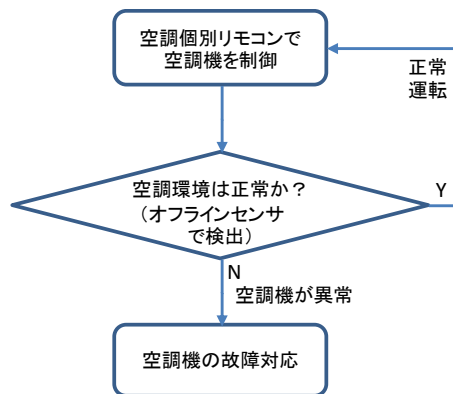 空調個別リモコンで
空調機を制御
正常
運転
空調環境は正常か？
（オフラインセンサ
で検出）
Y
N
空調機が異常
空調機の故障対応